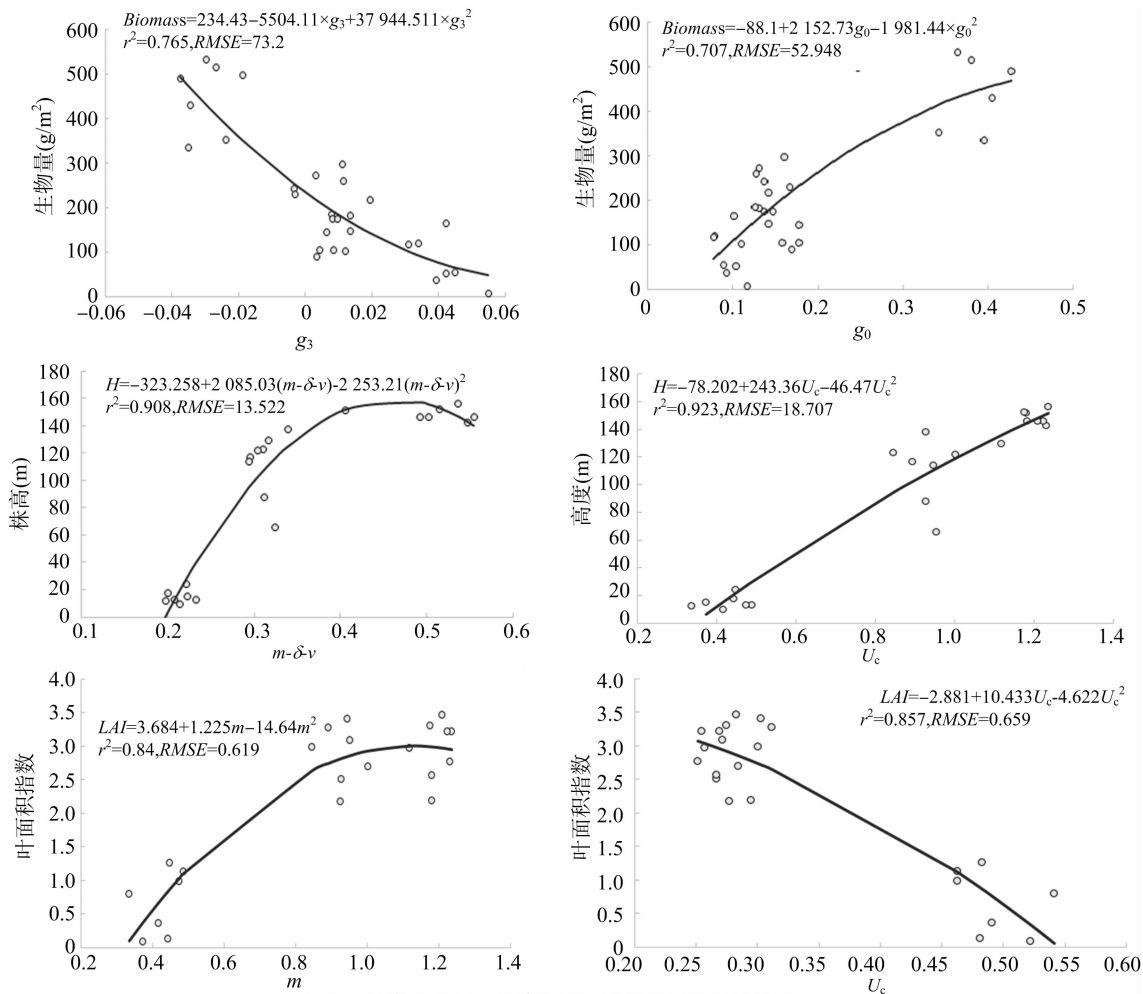 Biomass=234.43−5504.11×g₃+37 944.511×g₃²
r²=0.765,RMSE=73.2
600
500
400
300
200
100
0
生物量(g/m²)
−0.06 −0.04 −0.02 0 0.02 0.04 0.06
g₃
Biomass=−88.1+2 152.73g₀−1 981.44×g₀²
r²=0.707,RMSE=52.948
600
500
400
300
200
100
0
生物量(g/m²)
0 0.1 0.2 0.3 0.4 0.5
g₀
H=−323.258+2 085.03(m-δ-v)-2 253.21(m-δ-v)²
r²=0.908,RMSE=13.522
180
160
140
120
100
80
60
40
20
0
株高(m)
0.1 0.2 0.3 0.4 0.5 0.6
m-δ-v
H=−78.202+243.36U_c−46.47U_c²
r²=0.923,RMSE=18.707
180
160
140
120
100
80
60
40
20
0
高度(m)
0.2 0.4 0.6 0.8 1.0 1.2 1.4
U_c
LAI=3.684+1.225m−14.64m²
r²=0.84,RMSE=0.619
4.0
3.5
3.0
2.5
2.0
1.5
1.0
0.5
0
叶面积指数
0.2 0.4 0.6 0.8 1.0 1.2 1.4
m
LAI=−2.881+10.433U_c-4.622U_c²
r²=0.857,RMSE=0.659
4.0
3.5
3.0
2.5
2.0
1.5
1.0
0.5
0
叶面积指数
0.20 0.25 0.30 0.35 0.40 0.45 0.50 0.55 0.60
U_c